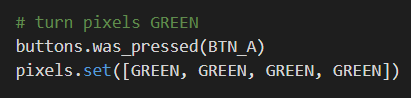 # turn pixels GREEN
buttons.was_pressed(BTN_A)
pixels.set([GREEN, GREEN, GREEN, GREEN])